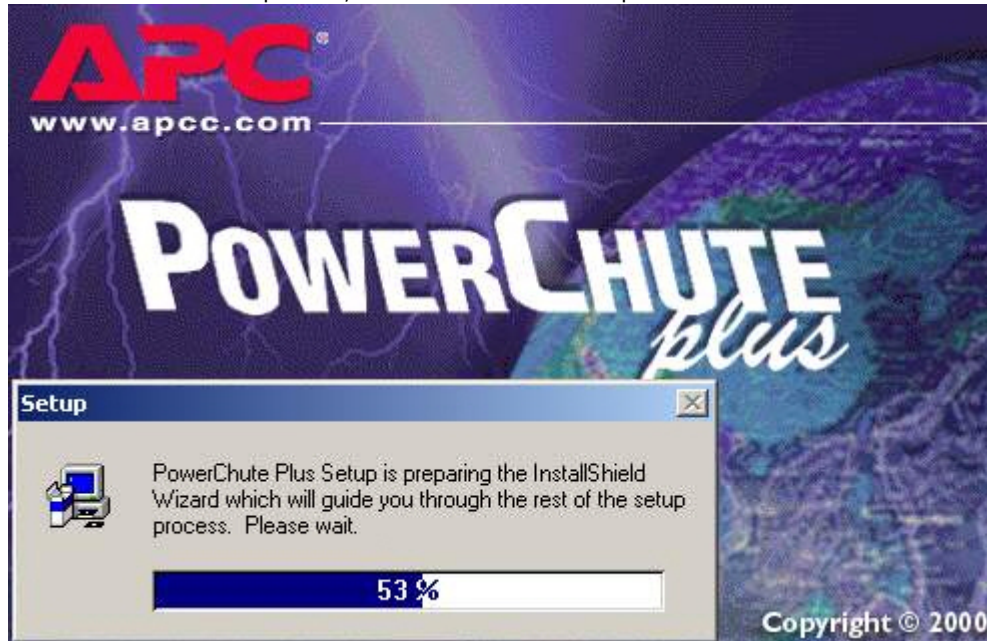 APC®
www.apcc.com
POWERCHUTE
plus
Setup
PowerChute Plus Setup is preparing the InstallShield
Wizard which will guide you through the rest of the setup
process. Please wait.
53 %
Copyright © 2000